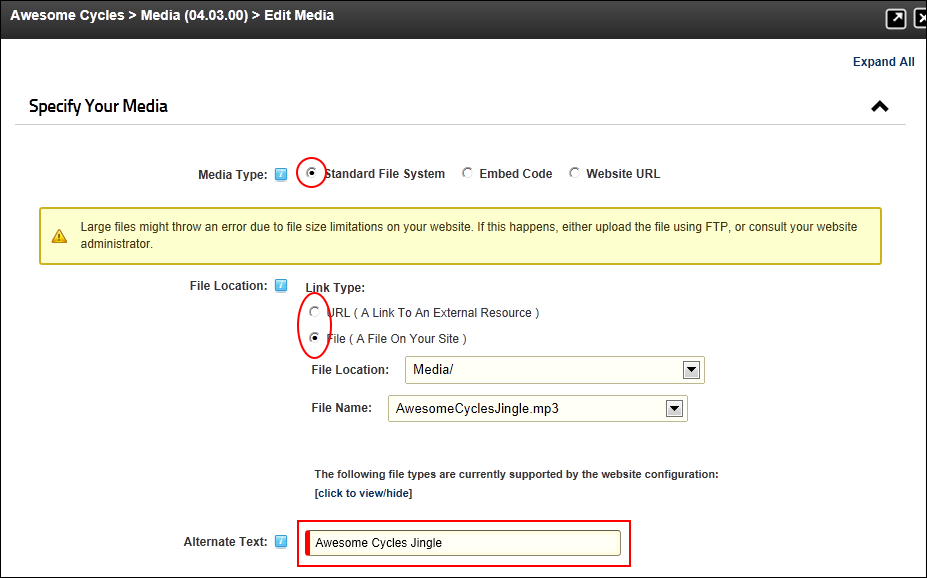 Awesome Cycles > Media (04.03.00) > Edit Media
Expand All
Specify Your Media
Media Type: Standard File System Embed Code Website URL
Large files might throw an error due to file size limitations on your website. If this happens, either upload the file using FTP, or consult your website
administrator.
File Location: Link Type:
URL ( A Link To An External Resource )
File ( A File On Your Site )
File Location: Media/
File Name: AwesomeCyclesJingle.mp3
The following file types are currently supported by the website configuration:
[click to view/hide]
Alternate Text: Awesome Cycles Jingle